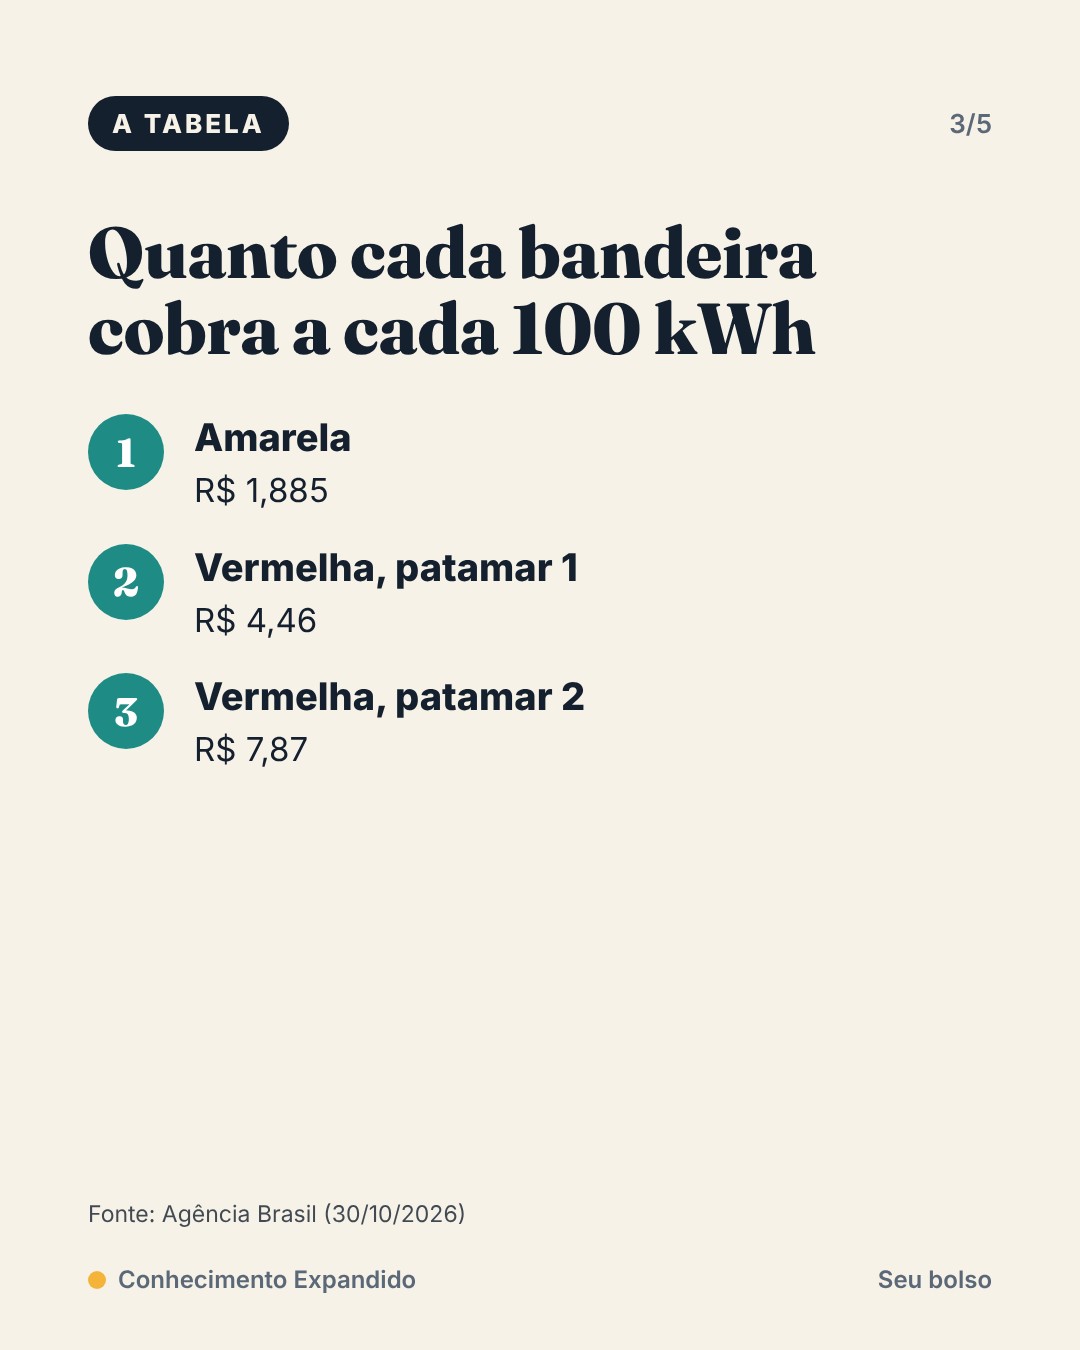 A TABELA
3/5
Quanto cada bandeira
cobra a cada 100 kWh
1
Amarela
R$ 1,885
2
Vermelha, patamar 1
R$ 4,46
3
Vermelha, patamar 2
R$ 7,87
Fonte: Agência Brasil (30/10/2026)
Conhecimento Expandido
Seu bolso